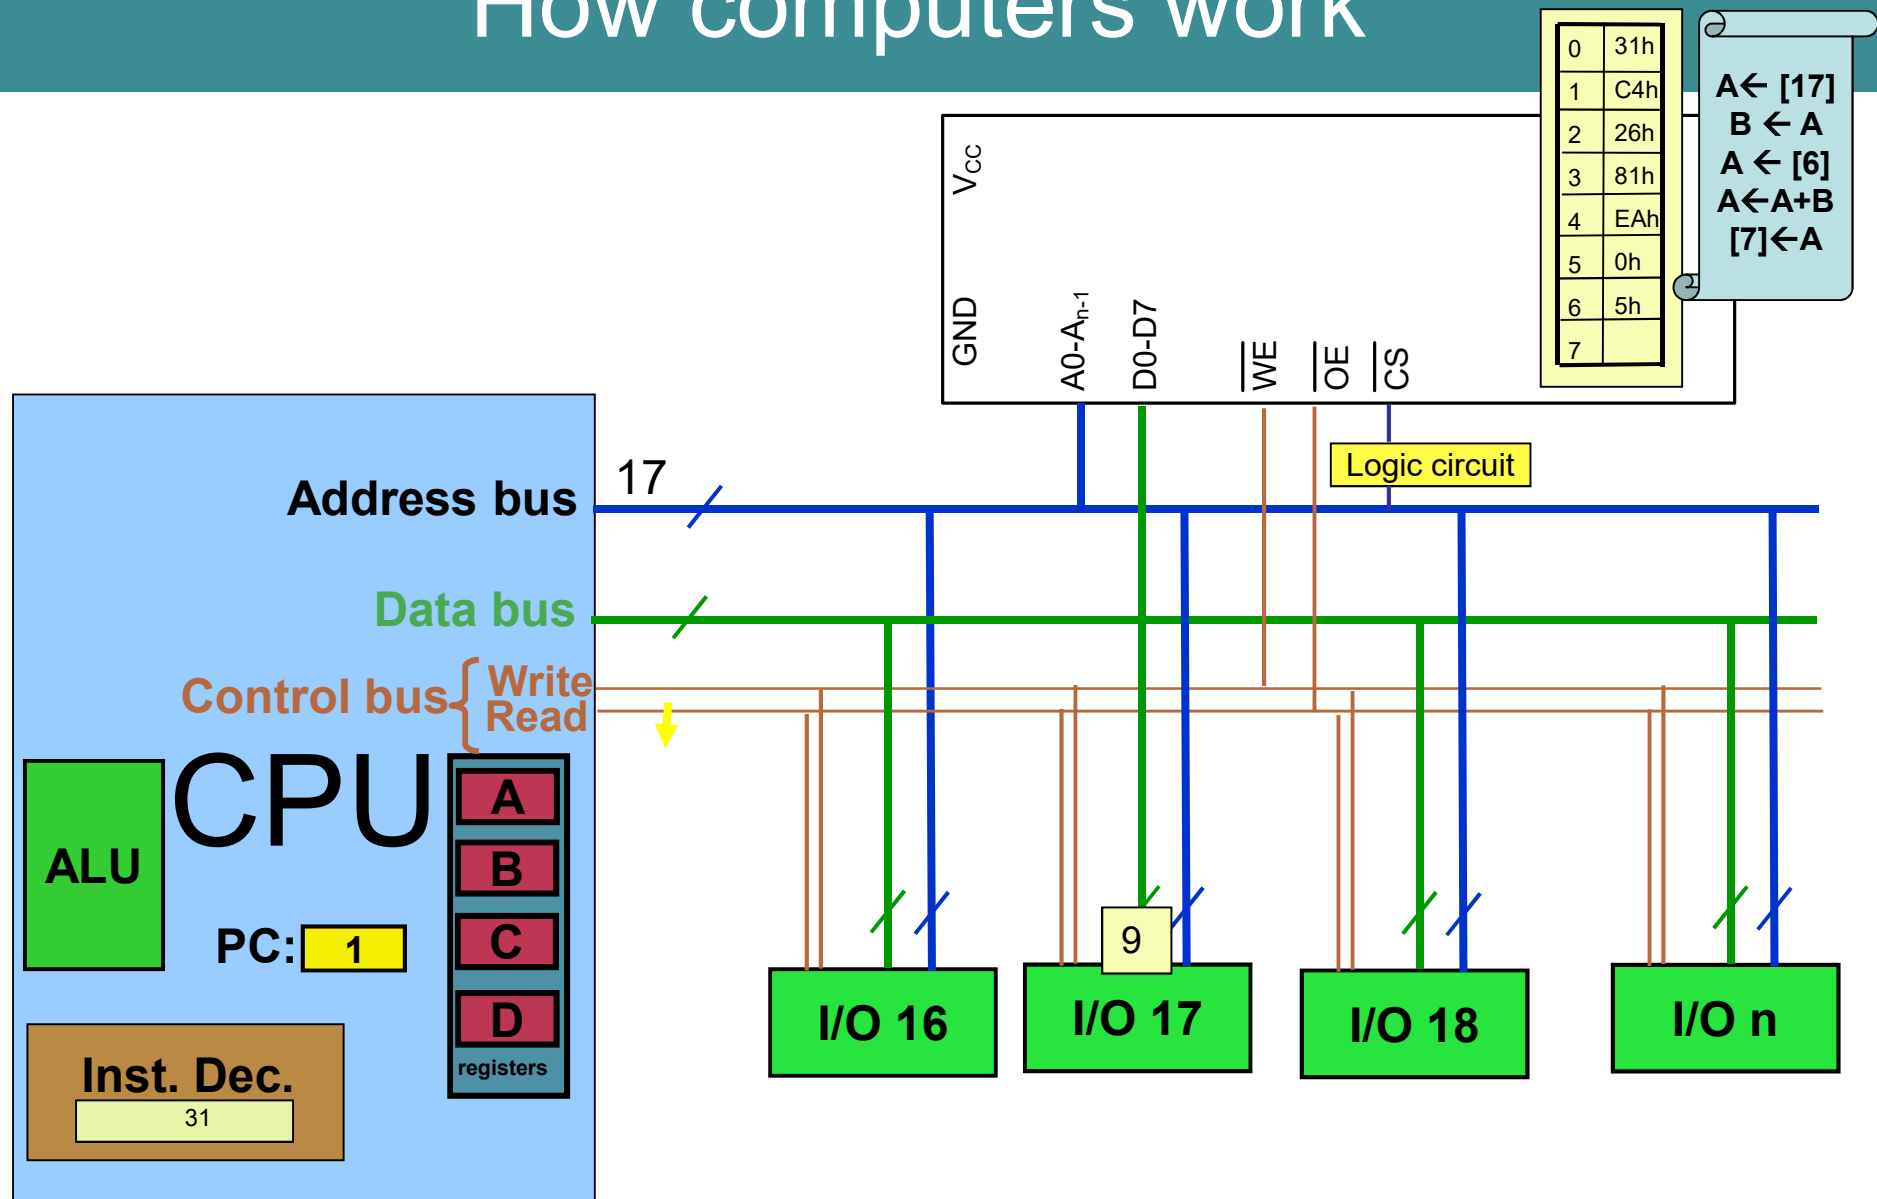 How computers work
0 31h
1 C4h
2 26h
3 81h
4 EAh
5 0h
6 5h
7
A← [17]
B ← A
A ← [6]
A←A+B
[7]←A
VCC
GND
A0-An-1
D0-D7
WE
OE
CS
Logic circuit
17
Address bus
Data bus
Control bus
Write
Read
CPU
ALU
PC: 1
A
B
C
D
registers
Inst. Dec.
31
9
I/O 16
I/O 17
I/O 18
I/O n